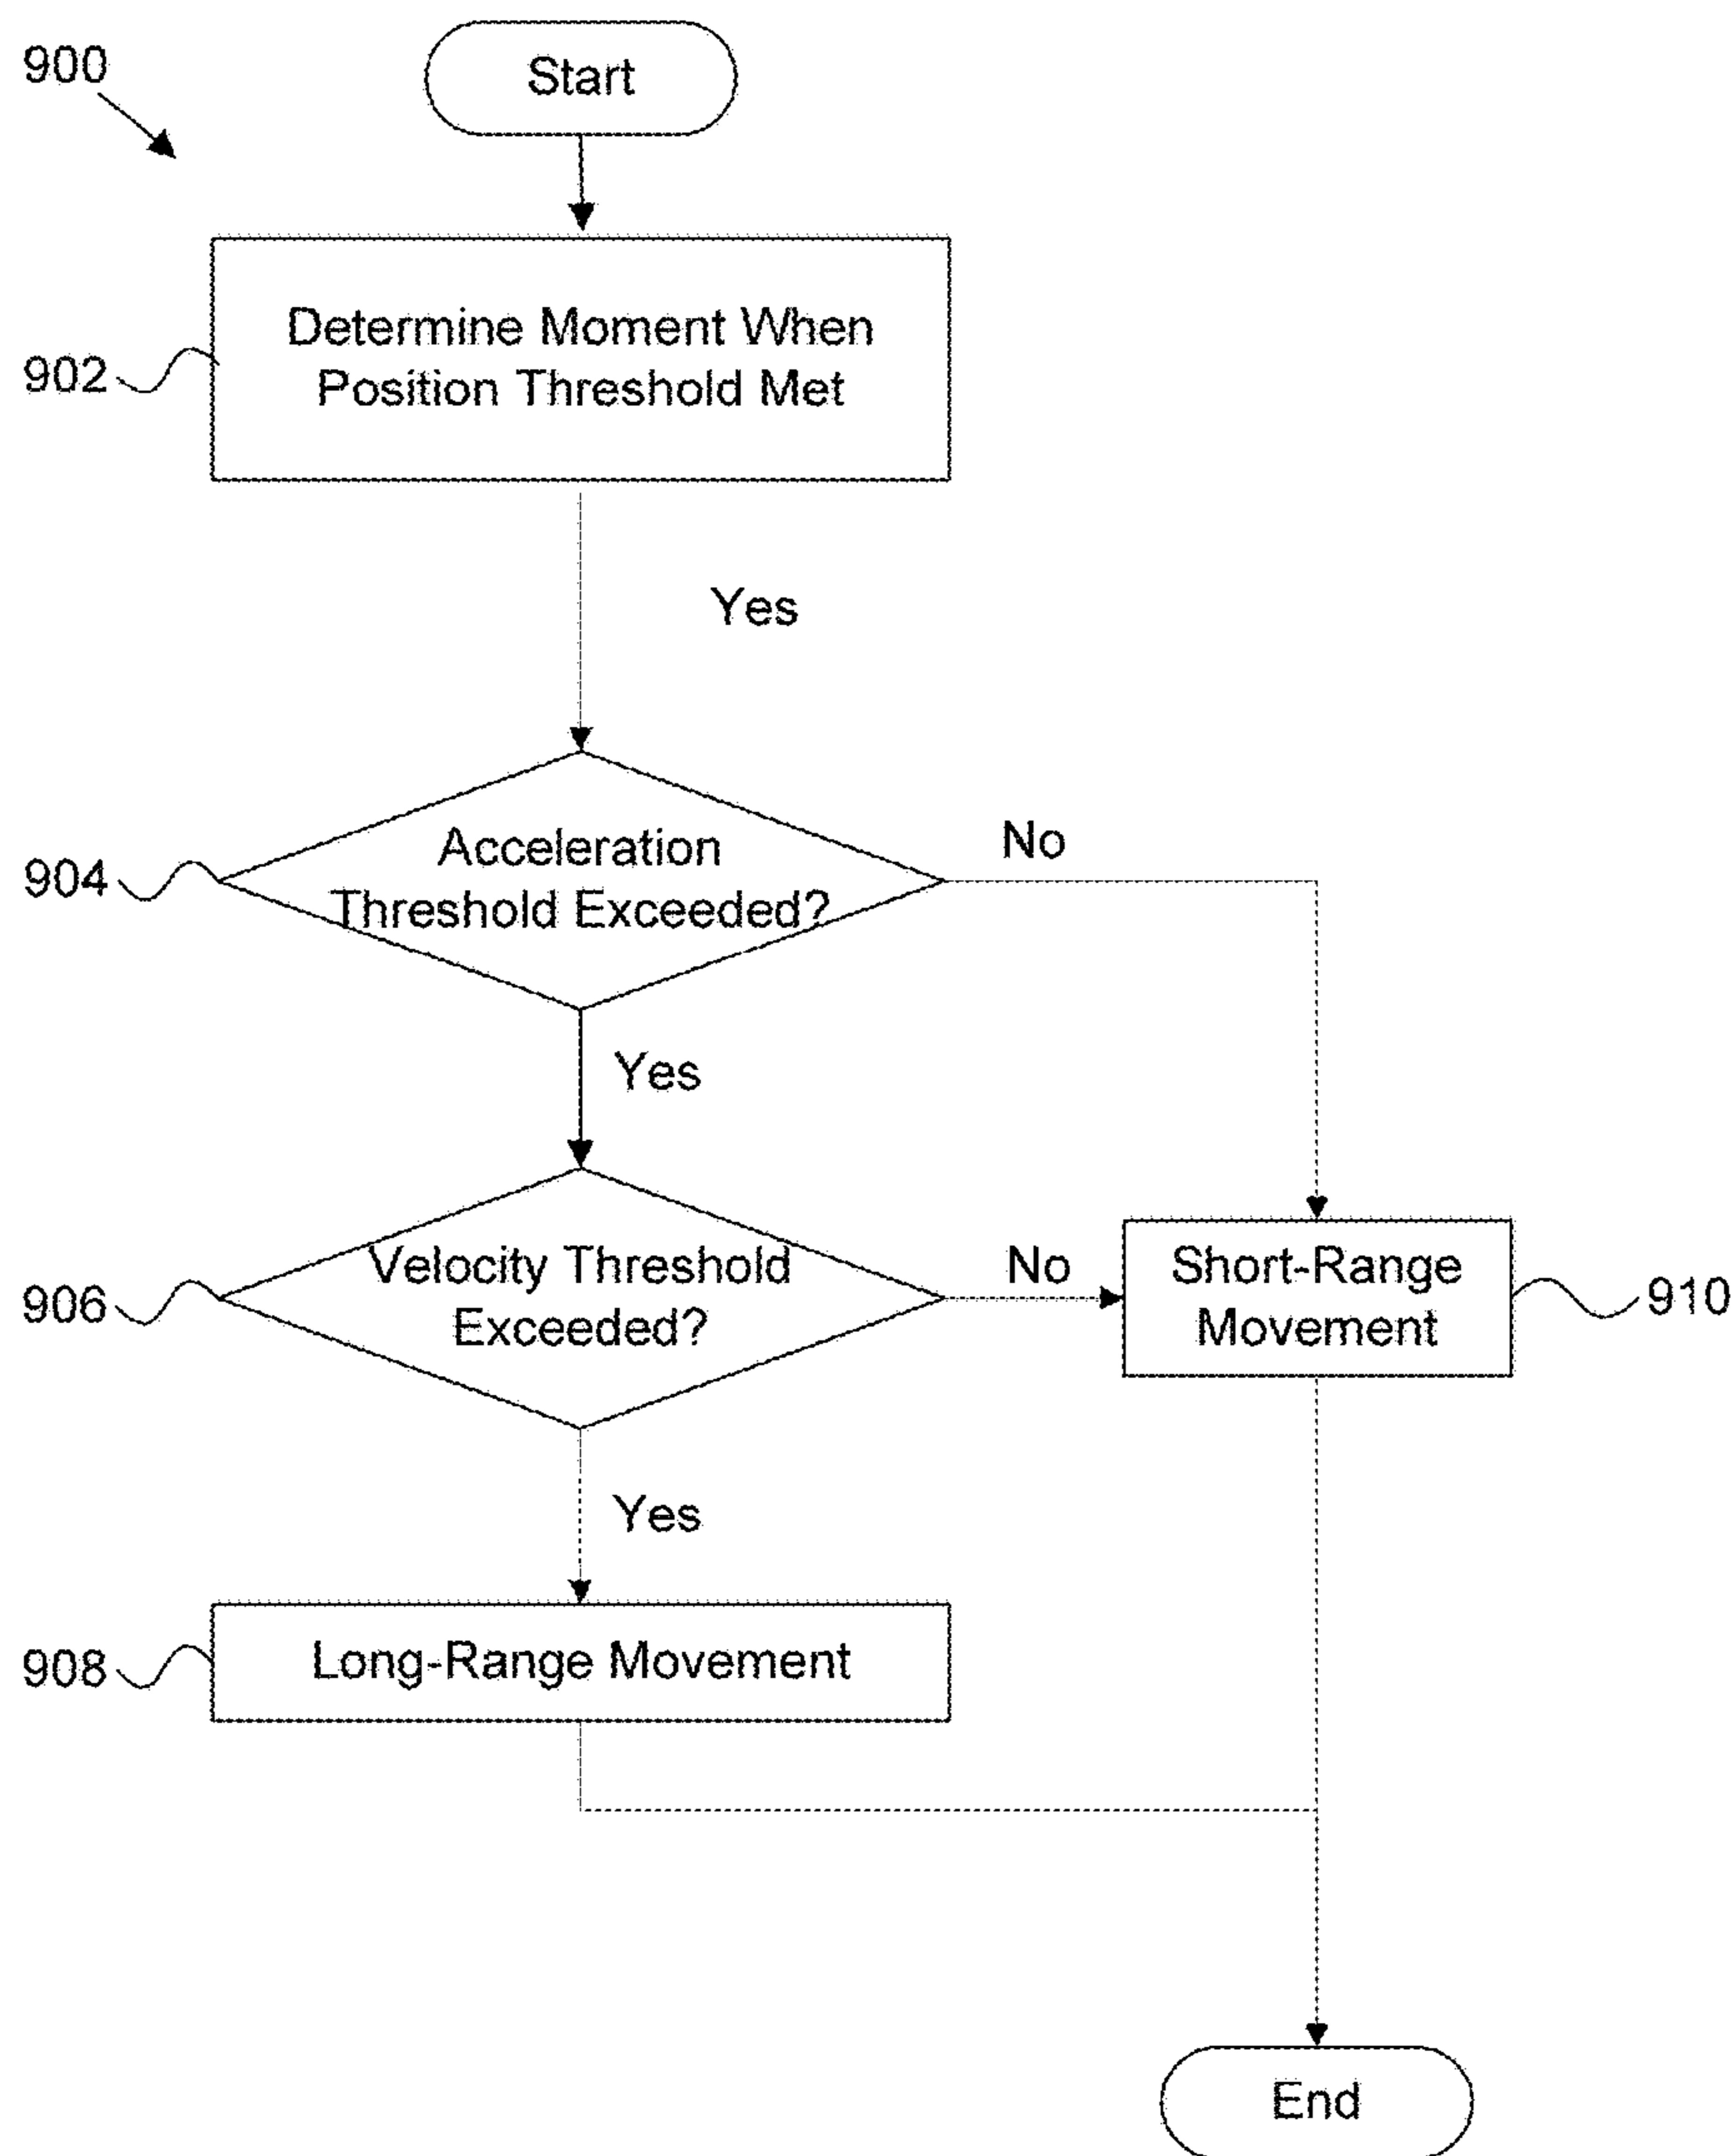 900
Start
902
Determine Moment When
Position Threshold Met
Yes
904
Acceleration
Threshold Exceeded?
No
Yes
906
Velocity Threshold
Exceeded?
No
Short-Range
Movement
910
Yes
908
Long-Range Movement
End